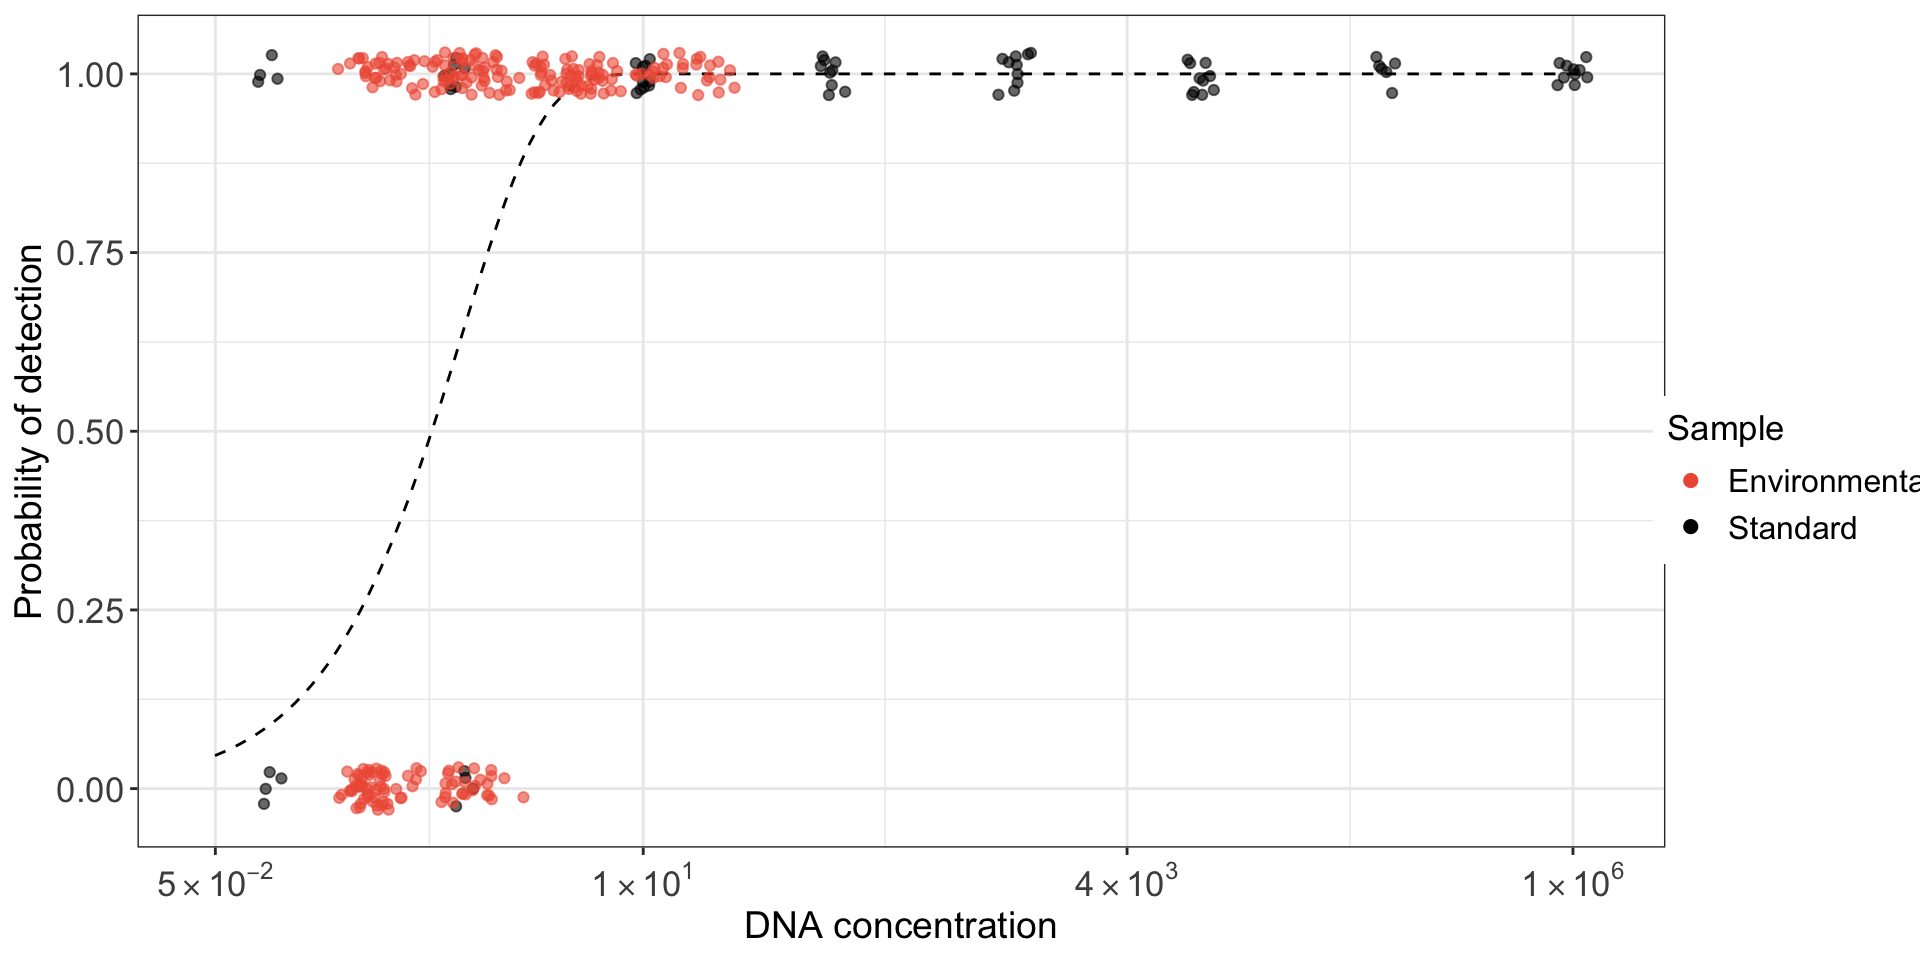 1.00
0.75
0.50
0.25
0.00
Probability of detection
5 × 10⁻²
1 × 10¹
4 × 10³
1 × 10⁶
DNA concentration
Sample
Environmenta
Standard